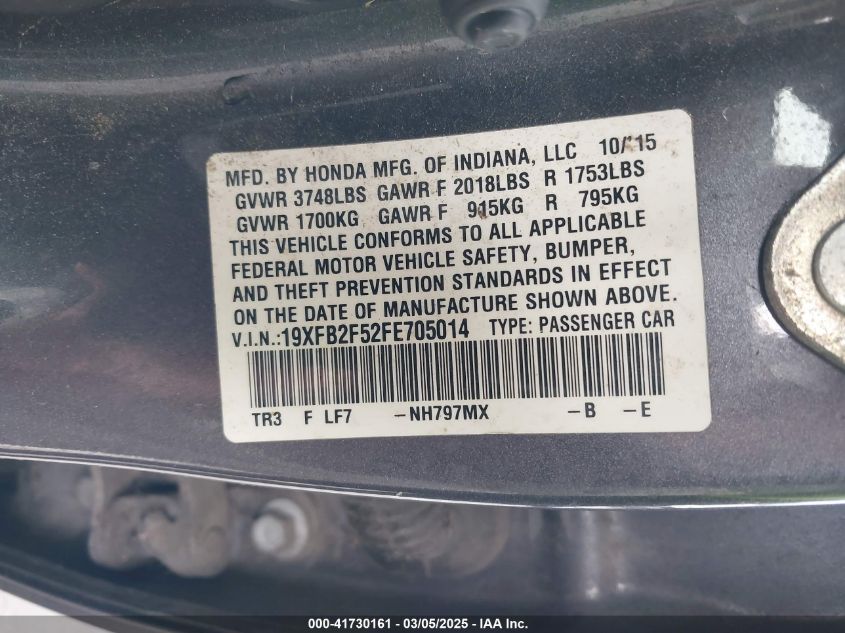 MFD. BY HONDA MFG. OF INDIANA, LLC 10/15
GVWR 3748LBS GAWR F 2018LBS R 1753LBS
GVWR 1700KG GAWR F 915KG R 795KG
THIS VEHICLE CONFORMS TO ALL APPLICABLE
FEDERAL MOTOR VEHICLE SAFETY, BUMPER,
AND THEFT PREVENTION STANDARDS IN EFFECT
ON THE DATE OF MANUFACTURE SHOWN ABOVE.
V.I.N.: 19XFB2F52FE705014 TYPE: PASSENGER CAR
TR3 F LF7 -NH797MX -B -E
000-41730161 - 03/05/2025 - IAA Inc.